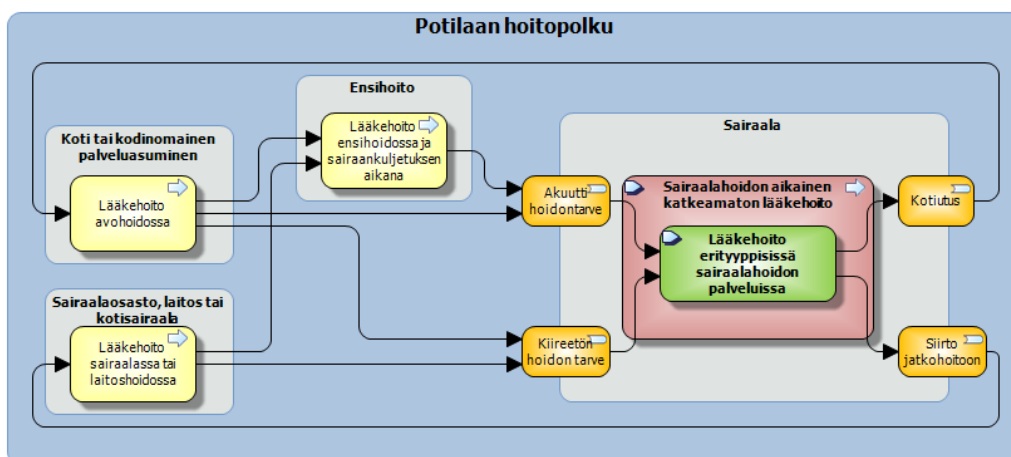 Potilaan hoitopolku
Ensihoito
Lääkehoito
ensihoidossa ja
sairaankuljetuksen
aikana
Koti tai kodinomainen
palveluasuminen
Lääkehoito
avohoidossa
Sairaalaosasto, laitos tai
kotisairaala
Lääkehoito
sairaalassa tai
laitoshoidossa
Akuutti
hoidontarve
Kiireetön
hoidon tarve
Sairaala
Sairaalahoidon aikainen
katkeamaton lääkehoito
Lääkehoito
erityyppisissä
sairaalahoidon
palveluissa
Kotiutus
Siirto
jatkohoitoon